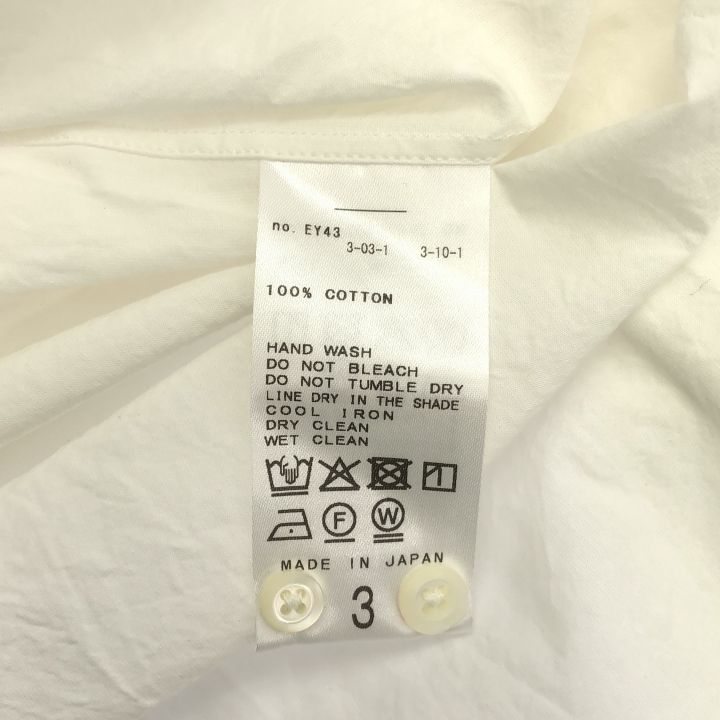 no. EY43
3-03-1 3-10-1
100% COTTON
HAND WASH
DO NOT BLEACH
DO NOT TUMBLE DRY
LINE DRY IN THE SHADE
COOL IRON
DRY CLEAN
WET CLEAN
F W
MADE IN JAPAN
3